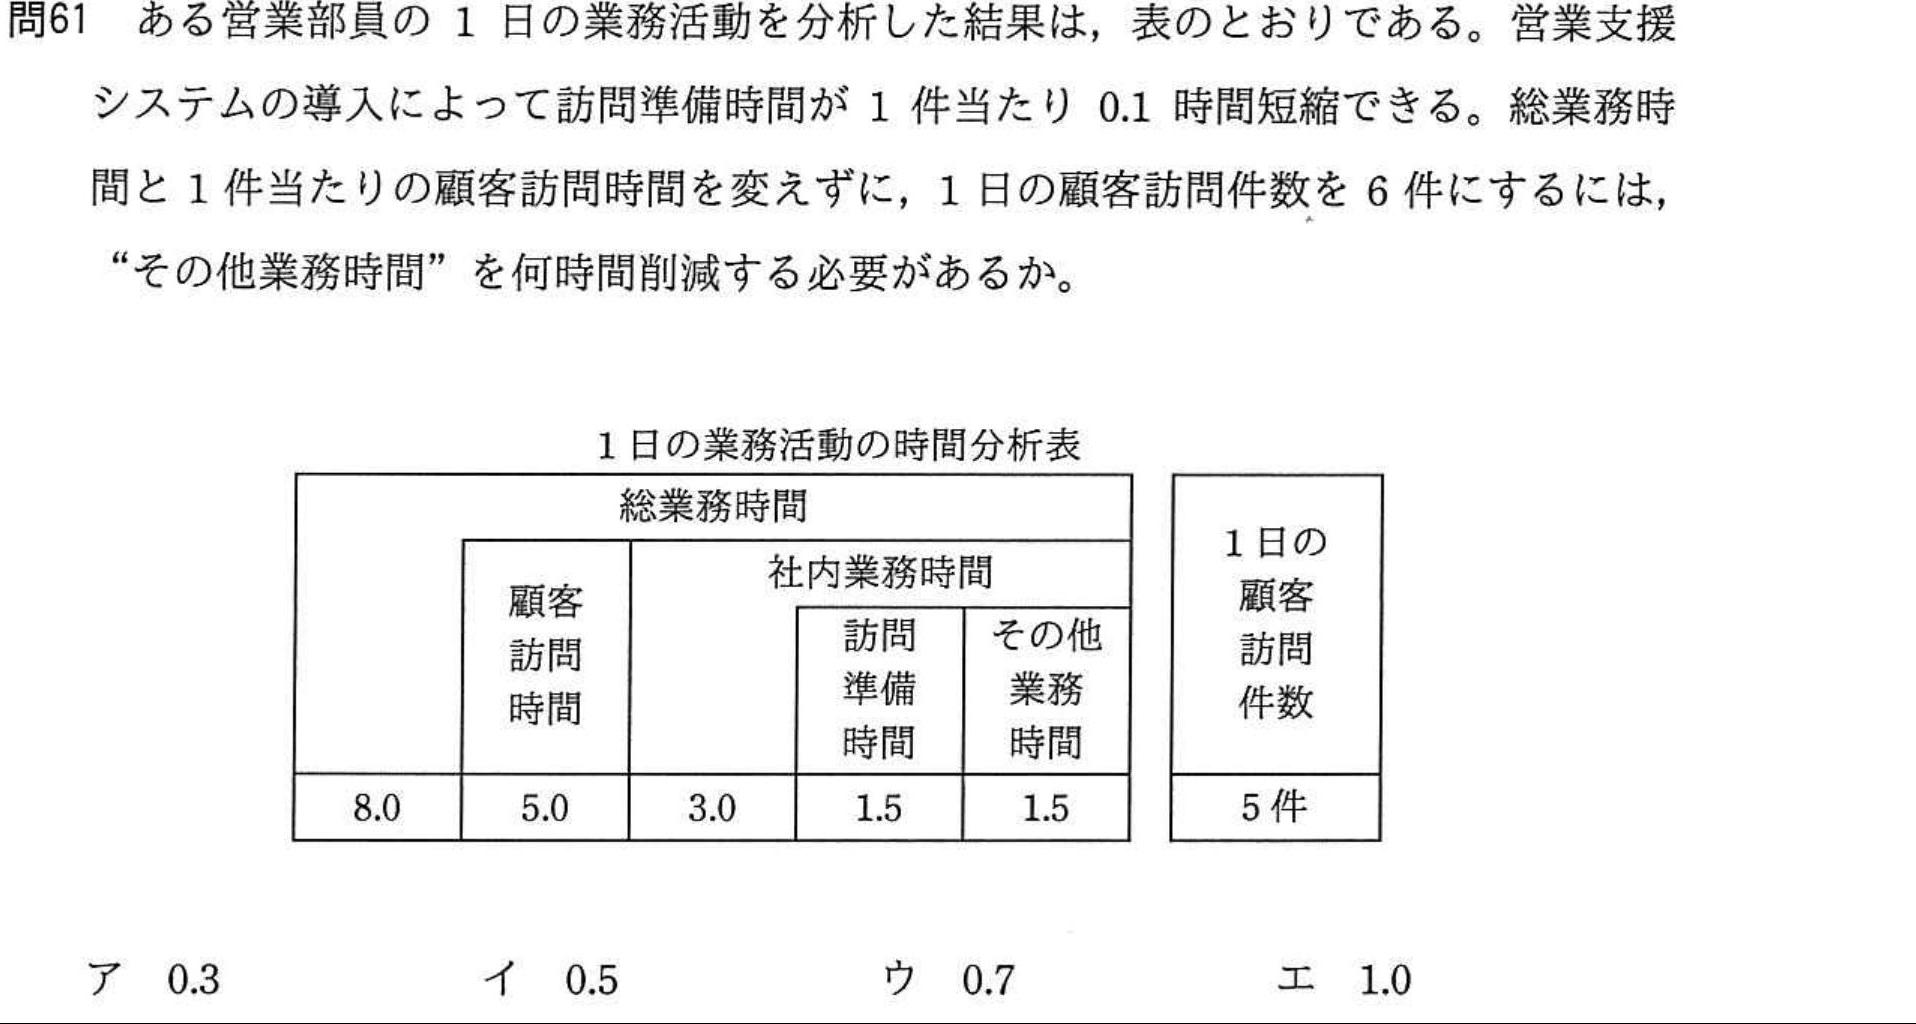 問61　ある営業部員の 1 日の業務活動を分析した結果は，表のとおりである。営業支援
システムの導入によって訪問準備時間が 1 件当たり 0.1 時間短縮できる。総業務時
間と 1 件当たりの顧客訪問時間を変えずに，1 日の顧客訪問件数を 6 件にするには，
“その他業務時間”を何時間削減する必要があるか。
1 日の業務活動の時間分析表
総業務時間
社内業務時間
顧客
訪問
時間
訪問
準備
時間
その他
業務
時間
1 日の
顧客
訪問
件数
8.0　5.0　3.0　1.5　1.5　5 件
ア　0.3　イ　0.5　ウ　0.7　エ　1.0